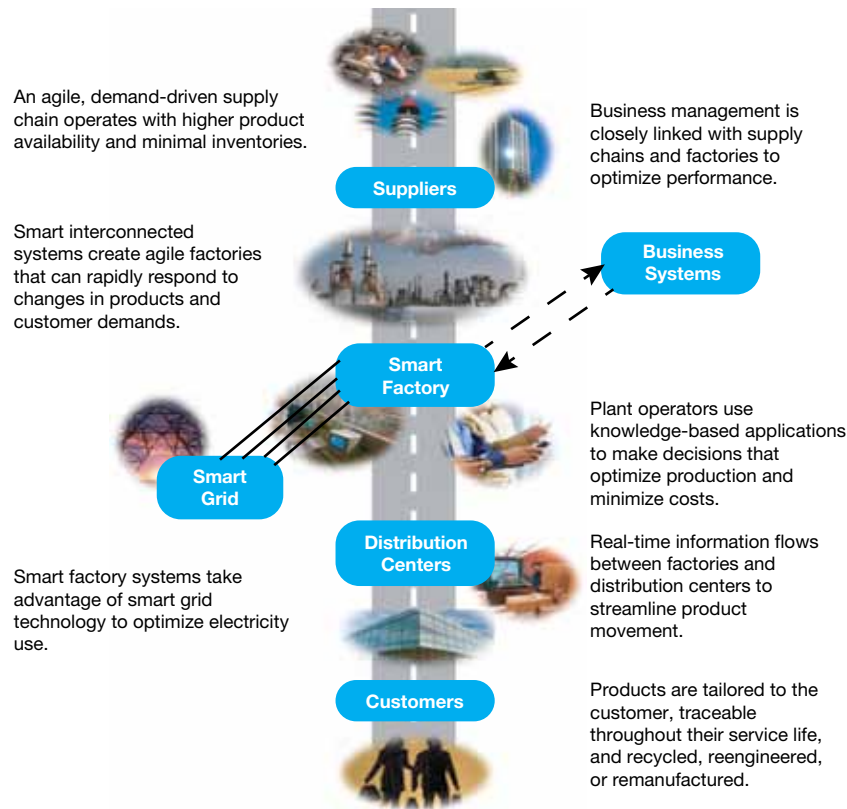 An agile, demand-driven supply
chain operates with higher product
availability and minimal inventories.
Business management is
closely linked with supply
chains and factories to
optimize performance.
Suppliers
Smart interconnected
systems create agile factories
that can rapidly respond to
changes in products and
customer demands.
Business
Systems
Smart
Factory
Plant operators use
knowledge-based applications
to make decisions that
optimize production and
minimize costs.
Smart
Grid
Distribution
Centers
Real-time information flows
between factories and
distribution centers to
streamline product
movement.
Smart factory systems take
advantage of smart grid
technology to optimize electricity
use.
Customers
Products are tailored to the
customer, traceable
throughout their service life,
and recycled, reengineered,
or remanufactured.